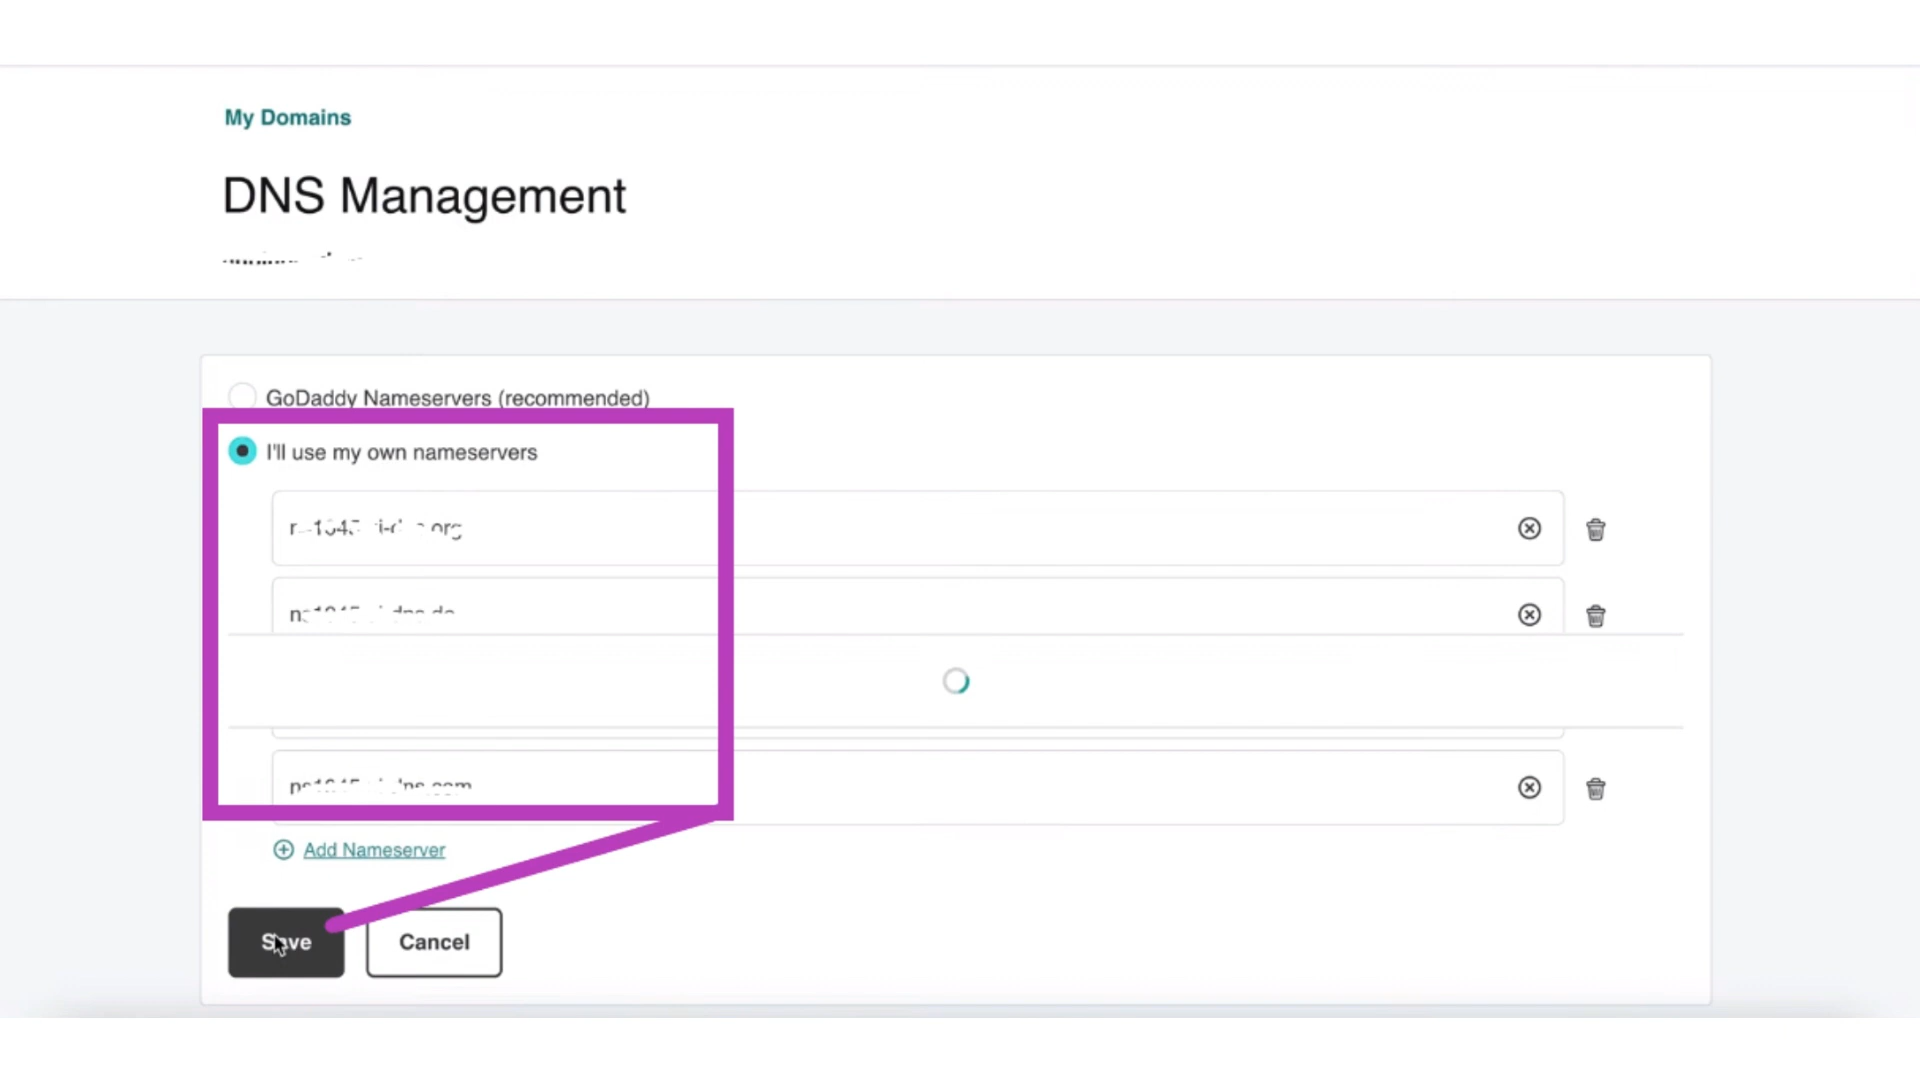 My Domains
DNS Management
GoDaddy Nameservers (recommended)
I'll use my own nameservers
Add Nameserver
Save
Cancel